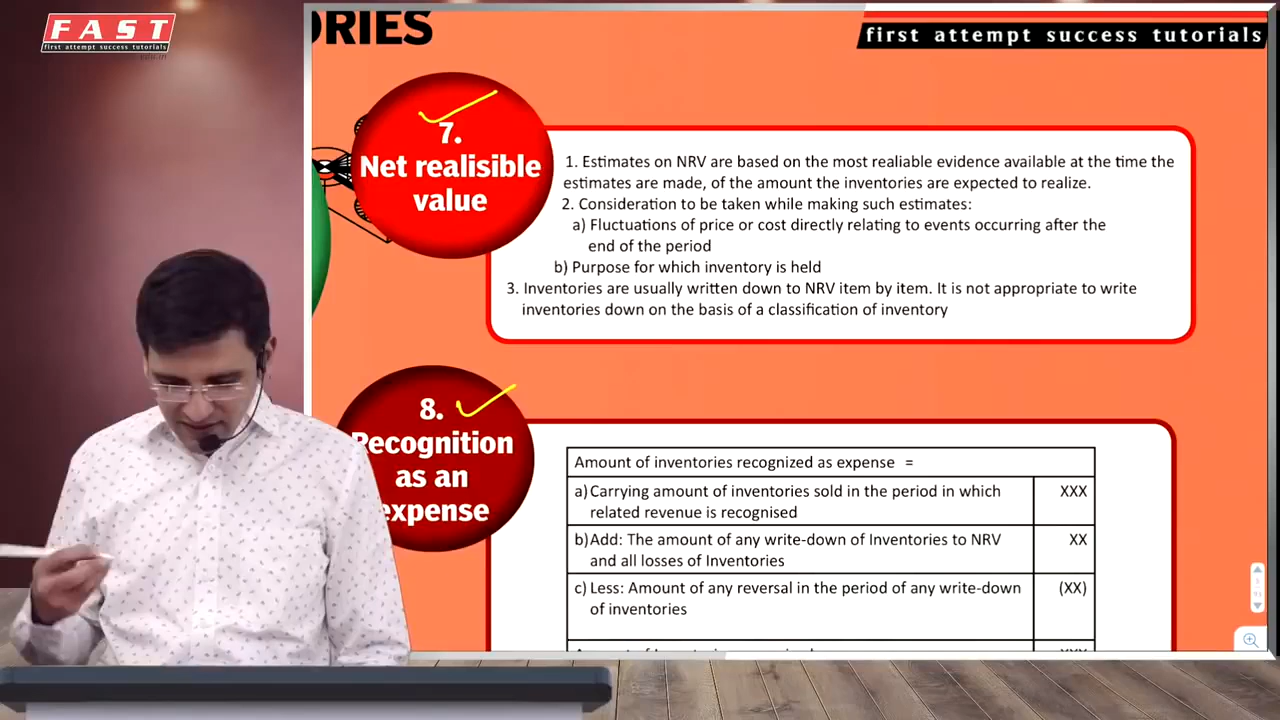 FAST
first attempt success tutorials
ORIES
first attempt success tutorials
7.
Net realisible
value
1. Estimates on NRV are based on the most realiable evidence available at the time the
estimates are made, of the amount the inventories are expected to realize.
2. Consideration to be taken while making such estimates:
a) Fluctuations of price or cost directly relating to events occurring after the
end of the period
b) Purpose for which inventory is held
3. Inventories are usually written down to NRV item by item. It is not appropriate to write
inventories down on the basis of a classification of inventory
8.
Recognition
as an
expense
Amount of inventories recognized as expense =
a) Carrying amount of inventories sold in the period in which XXX
related revenue is recognised
b) Add: The amount of any write-down of Inventories to NRV XX
and all losses of Inventories
c) Less: Amount of any reversal in the period of any write-down (XX)
of inventories